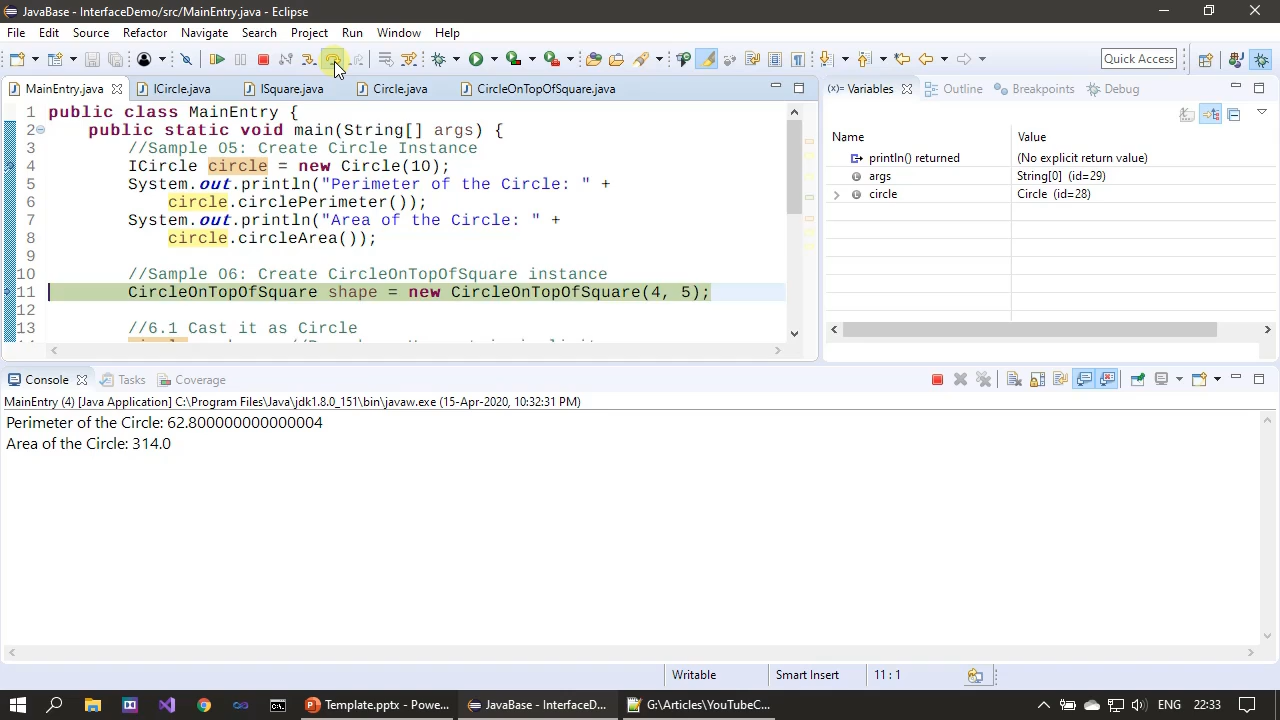 JavaBase - InterfaceDemo/src/MainEntry.java - Eclipse
File Edit Source Refactor Navigate Search Project Run Window Help
Quick Access
MainEntry.java ICircle.java ISquare.java Circle.java CircleOnTopOfSquare.java
1 public class MainEntry {
2 public static void main(String[] args) {
3 //Sample 05: Create Circle Instance
4 ICircle circle = new Circle(10);
5 System.out.println("Perimeter of the Circle: " +
6 circle.circlePerimeter());
7 System.out.println("Area of the Circle: " +
8 circle.circleArea());
9
10 //Sample 06: Create CircleOnTopOfSquare instance
11 CircleOnTopOfSquare shape = new CircleOnTopOfSquare(4, 5);
12
13 //6.1 Cast it as Circle
(x)= Variables Outline Breakpoints Debug
Name Value
println() returned (No explicit return value)
args String[0] (id=29)
circle Circle (id=28)
Console Tasks Coverage
MainEntry (4) [Java Application] C:\Program Files\Java\jdk1.8.0_151\bin\javaw.exe (15-Apr-2020, 10:32:31 PM)
Perimeter of the Circle: 62.800000000000004
Area of the Circle: 314.0
Writable Smart Insert 11 : 1
Template.pptx - Powe... JavaBase - InterfaceD... G:\Articles\YouTubeC... ENG 22:33